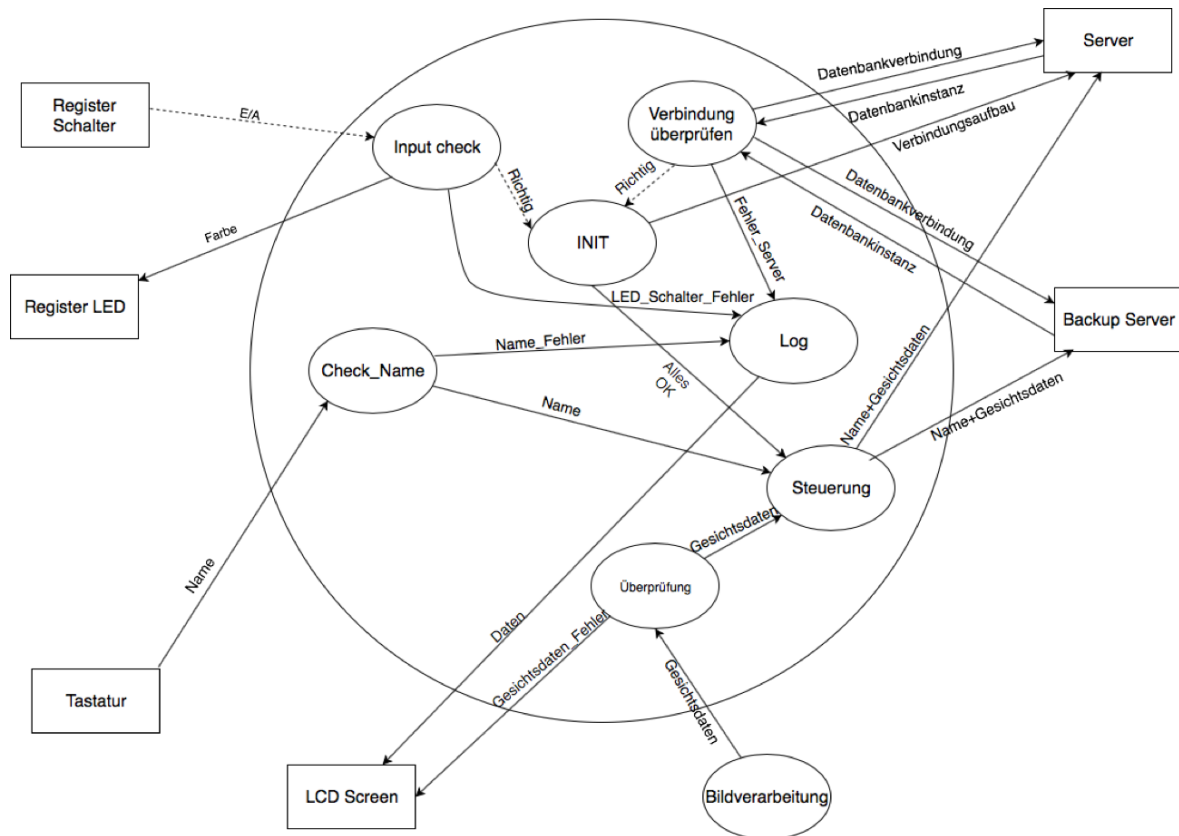 Server
Datenbankverbindung
Register
Schalter
E/A
Verbindung
überprüfen
Datenbankinstanz
Verbindungsaufbau
Input check
Richtig
Richtig
Datenbankverbindung
Farbe
INIT
Fehler_Server
Datenbankinstanz
Register LED
LED_Schalter_Fehler
Backup Server
Name_Fehler
Log
Check_Name
Alles
OK
Name
Name+Gesichtsdaten
Name+Gesichtsdaten
Steuerung
Gesichtsdaten
Name
Überprüfung
Daten
Gesichtsdaten_Fehler
Gesichtsdaten
Tastatur
LCD Screen
Bildverarbeitung